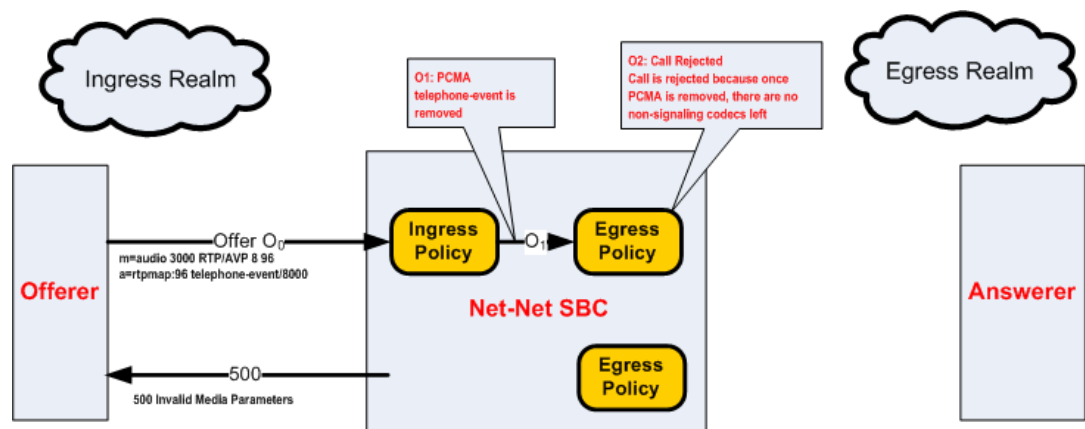 Ingress Realm
O1: PCMA
telephone-event is
removed
O2: Call Rejected
Call is rejected because once
PCMA is removed, there are no
non-signaling codecs left
Egress Realm
Offerer
Offer O0
m=audio 3000 RTP/AVP 8 96
a=rtpmap:96 telephone-event/8000
Ingress
Policy
O1
Egress
Policy
Net-Net SBC
Answerer
500
500 Invalid Media Parameters
Egress
Policy